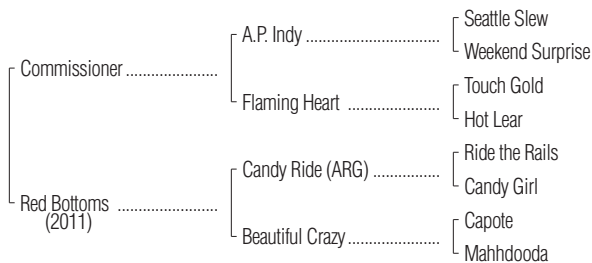 Seattle Slew
A.P. Indy ................................
Weekend Surprise
Commissioner ......................
Touch Gold
Flaming Heart ......................
Hot Lear
Ride the Rails
Candy Ride (ARG) ................
Candy Girl
Red Bottoms ........................
(2011)
Capote
Beautiful Crazy ......................
Mahhdooda